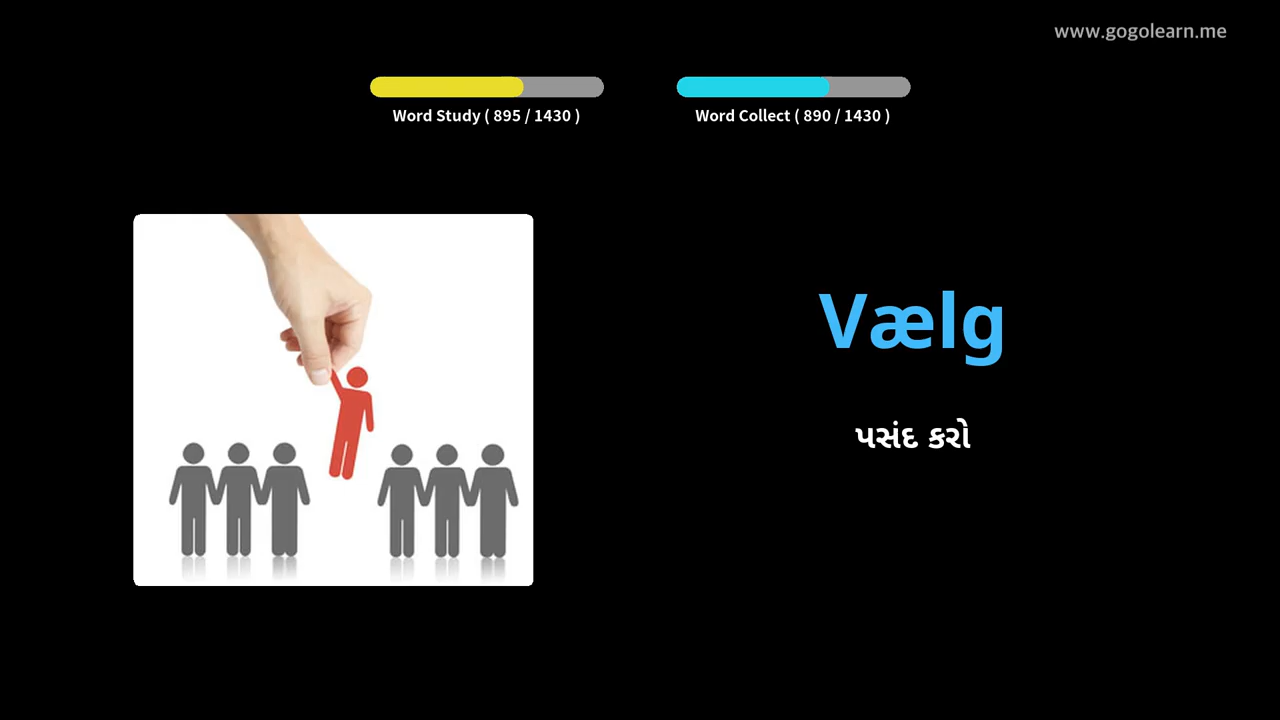 www.gogolearn.me
Word Study ( 895 / 1430 )
Word Collect ( 890 / 1430 )
Vælg
પસંદ કરો